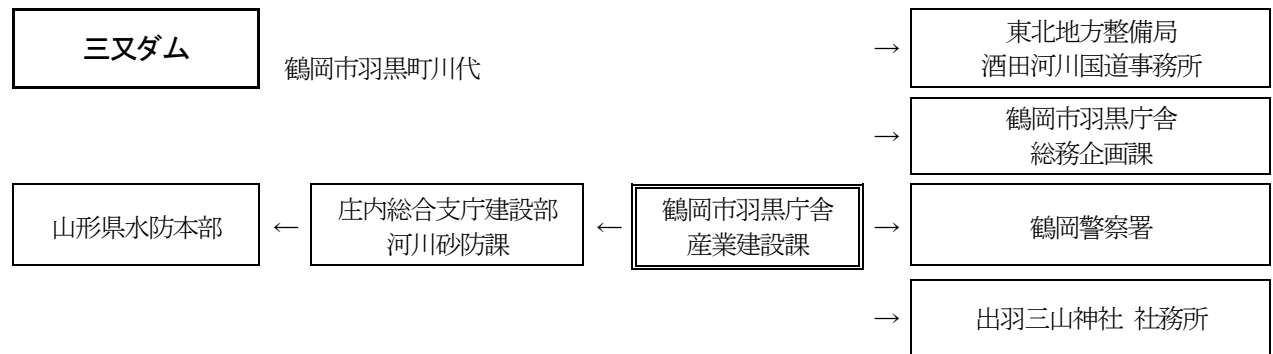 三又ダム
鶴岡市羽黒町川代
→
東北地方整備局
酒田河川国道事務所
→
鶴岡市羽黒庁舎
総務企画課
山形県水防本部
←
庄内総合支庁建設部
河川砂防課
←
鶴岡市羽黒庁舎
産業建設課
→
鶴岡警察署
→
出羽三山神社 社務所